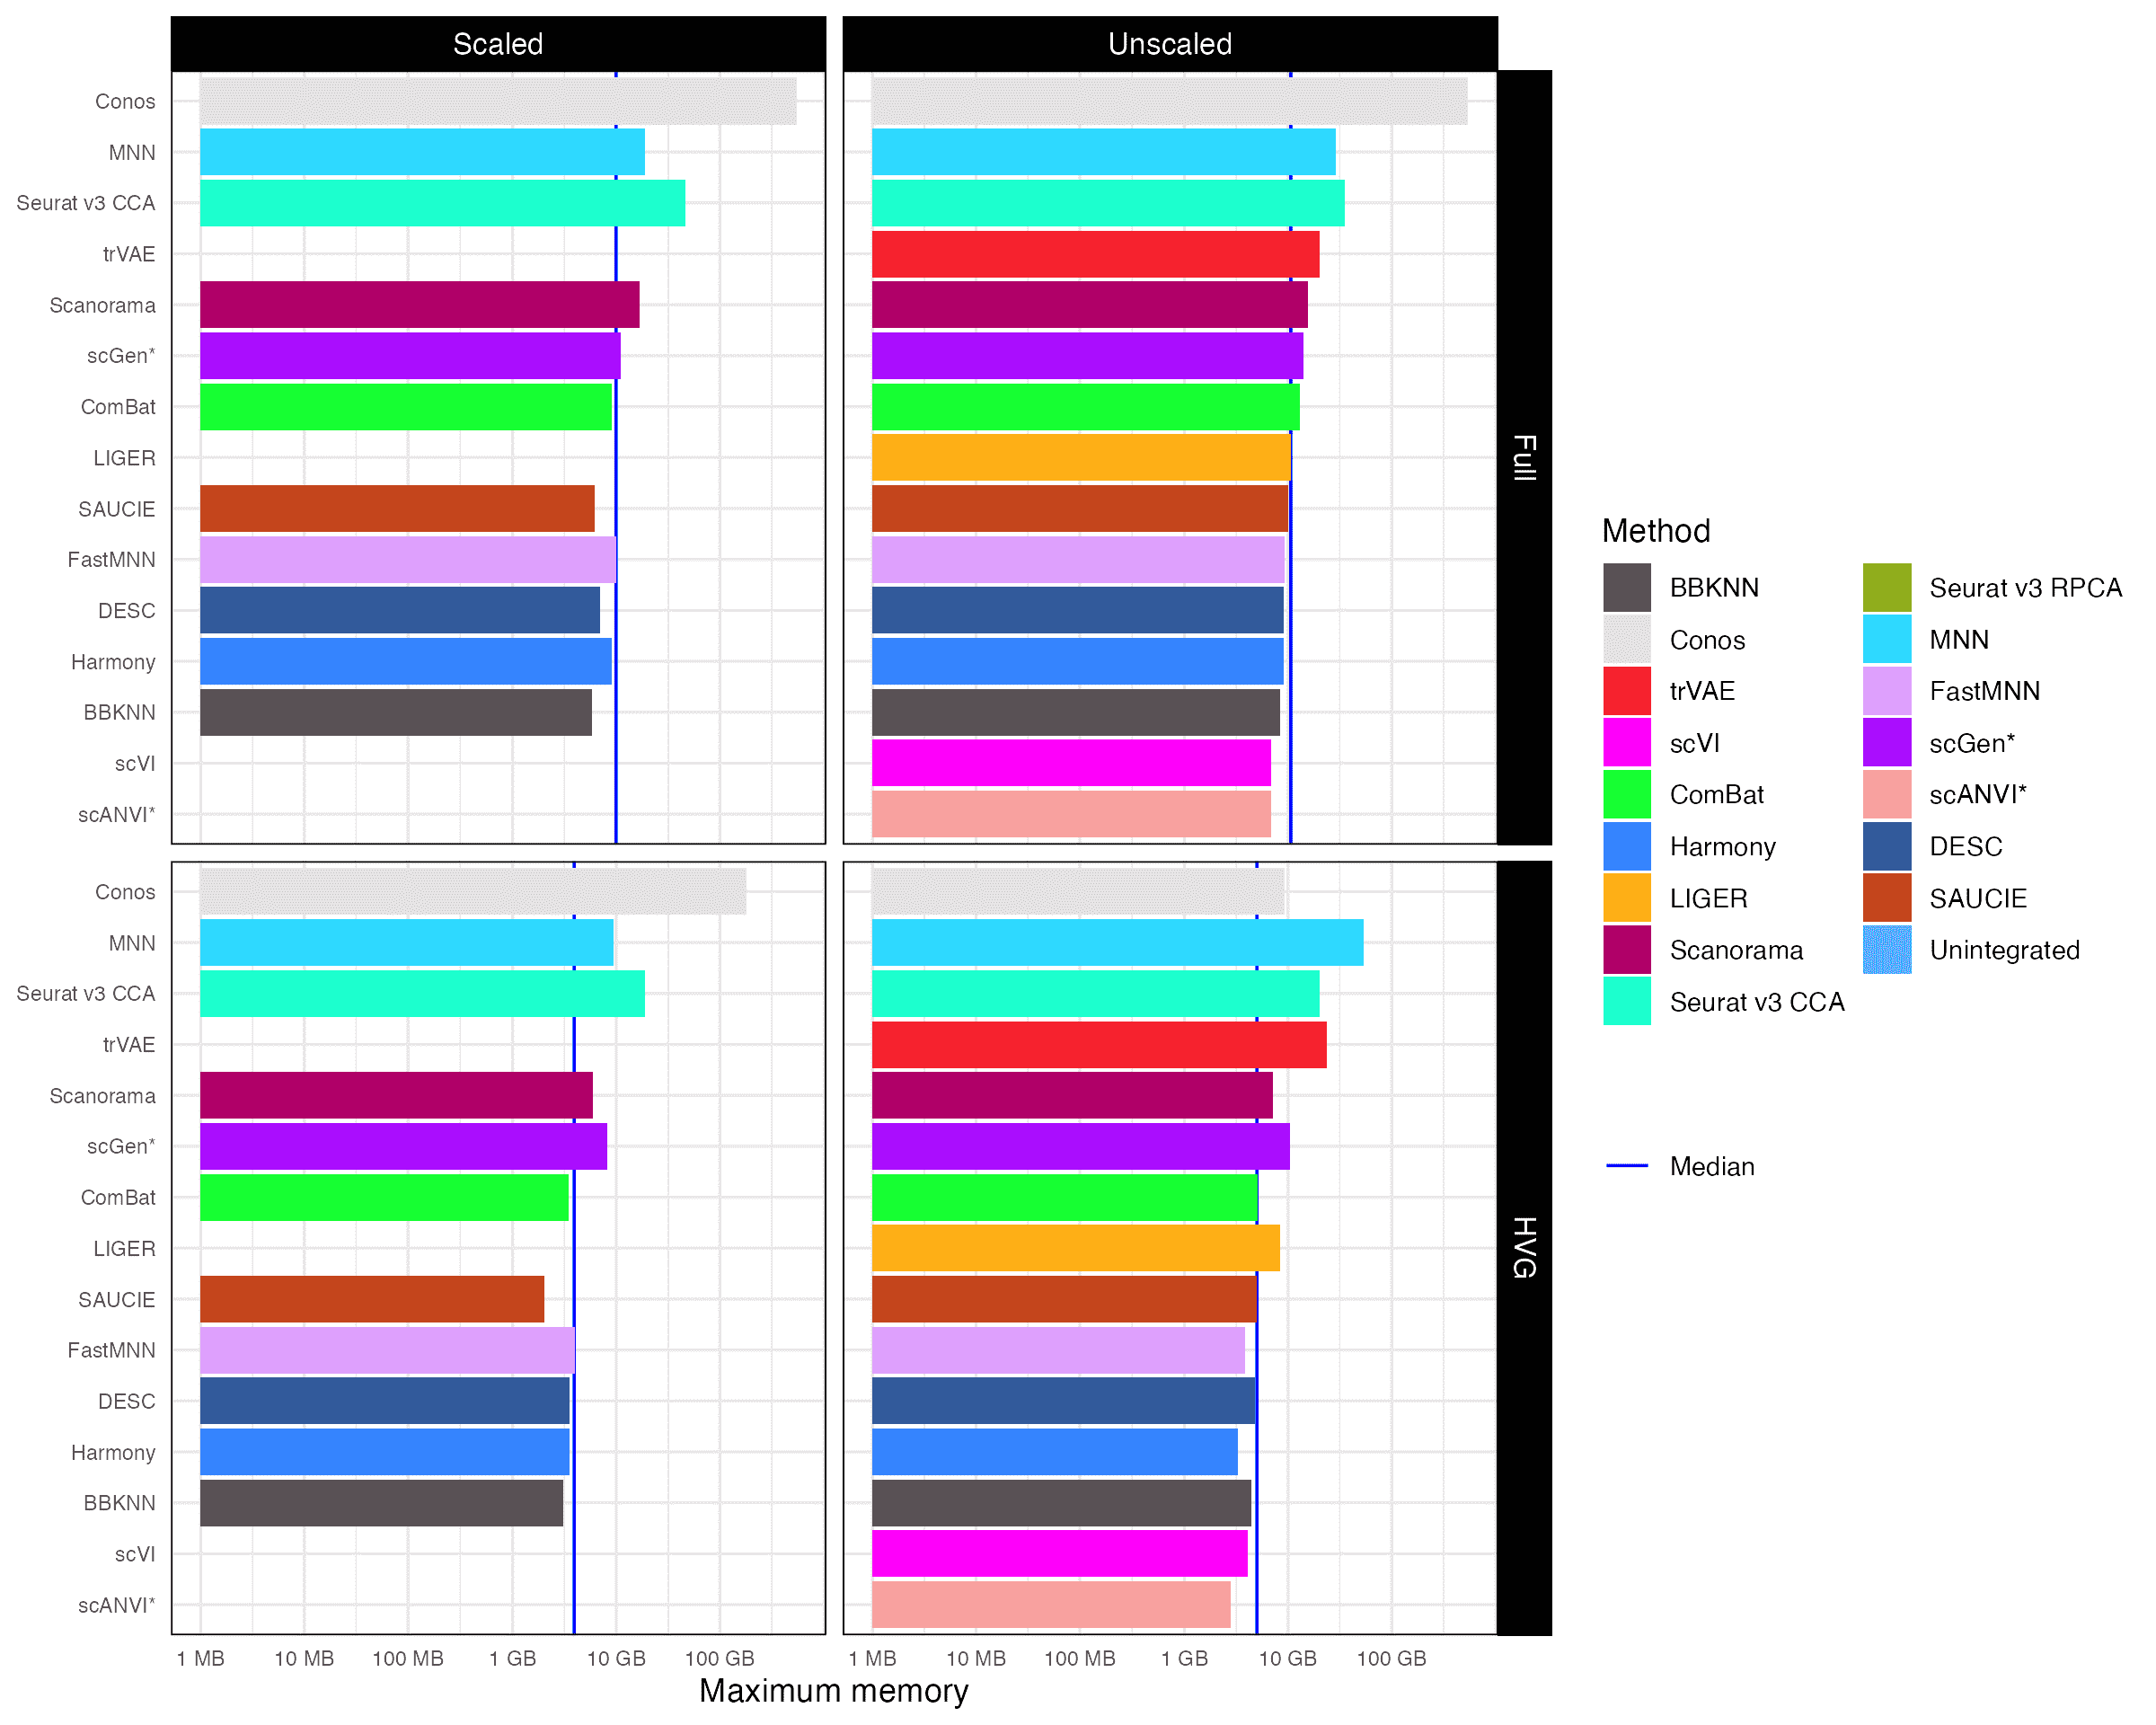 Scaled
Unscaled
Conos
MNN
Seurat v3 CCA
trVAE
Scanorama
scGen*
ComBat
LIGER
SAUCIE
FastMNN
DESC
Harmony
BBKNN
scVI
scANVI*
Full
Conos
MNN
Seurat v3 CCA
trVAE
Scanorama
scGen*
ComBat
LIGER
SAUCIE
FastMNN
DESC
Harmony
BBKNN
scVI
scANVI*
HVG
1 MB 10 MB 100 MB 1 GB 10 GB 100 GB
1 MB 10 MB 100 MB 1 GB 10 GB 100 GB
Maximum memory
Method
BBKNN
Conos
trVAE
scVI
ComBat
Harmony
LIGER
Scanorama
Seurat v3 CCA
Seurat v3 RPCA
MNN
FastMNN
scGen*
scANVI*
DESC
SAUCIE
Unintegrated
Median